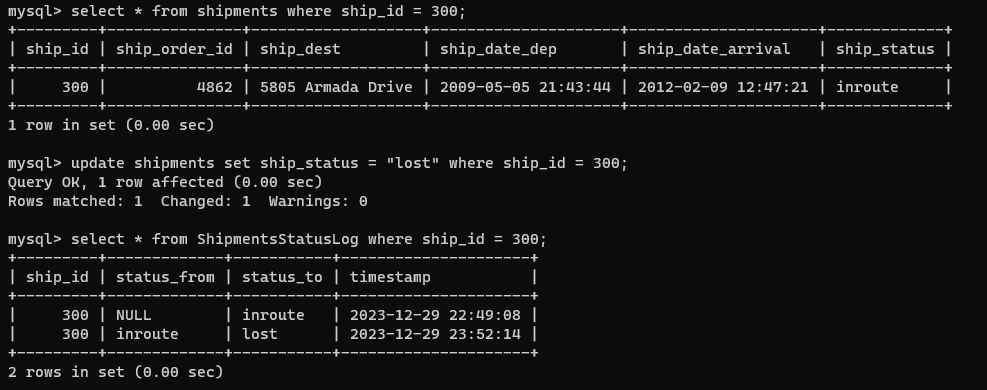 mysql> select * from shipments where ship_id = 300;
+---------+---------------+-------------------+---------------------+---------------------+-------------+
| ship_id | ship_order_id | ship_dest         | ship_date_dep       | ship_date_arrival   | ship_status |
+---------+---------------+-------------------+---------------------+---------------------+-------------+
|     300 |          4862 | 5805 Armada Drive | 2009-05-05 21:43:44 | 2012-02-09 12:47:21 | inroute     |
+---------+---------------+-------------------+---------------------+---------------------+-------------+
1 row in set (0.00 sec)

mysql> update shipments set ship_status = "lost" where ship_id = 300;
Query OK, 1 row affected (0.00 sec)
Rows matched: 1  Changed: 1  Warnings: 0

mysql> select * from ShipmentsStatusLog where ship_id = 300;
+---------+-------------+-----------+---------------------+
| ship_id | status_from | status_to | timestamp           |
+---------+-------------+-----------+---------------------+
|     300 | NULL        | inroute   | 2023-12-29 22:49:08 |
|     300 | inroute     | lost      | 2023-12-29 23:52:14 |
+---------+-------------+-----------+---------------------+
2 rows in set (0.00 sec)